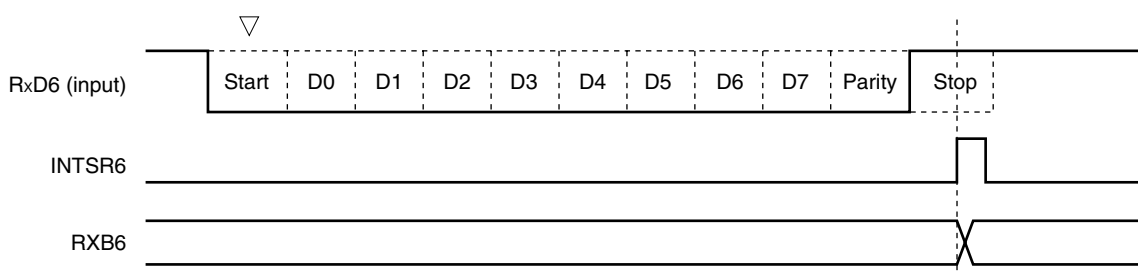 RxD6 (input) Start D0 D1 D2 D3 D4 D5 D6 D7 Parity Stop
INTSR6
RXB6